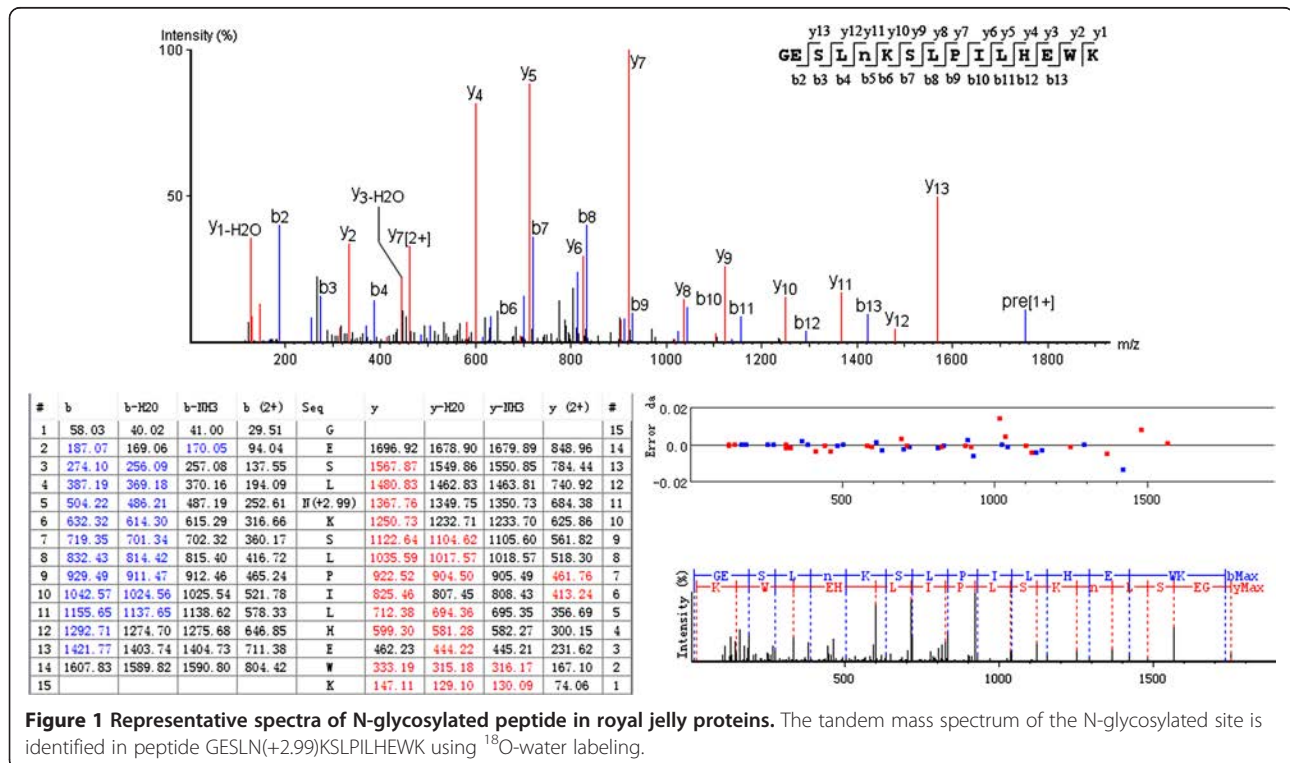 Intensity (%)
100
50
y1-H2O
b2
b3
y2
y3-H2O
b4
y7[2+]
y4
b6
y5
b7
y6
b8
y7
b9
y8
b10
y9
b11
y10
b12
y11
b13
y12
y13
pre[1+]
200 400 600 800 1000 1200 1400 1600 1800 m/z
y13 y12 y11 y10 y9 y8 y7 y6 y5 y4 y3 y2 y1
GE S L n K S L P I L H E W K
b2 b3 b4 b5 b6 b7 b8 b9 b10 b11 b12 b13
# b b-H2O b-NH3 b (2+) Seq y y-H2O y-NH3 y (2+) #
1 58.03 40.02 41.00 29.51 G 15
2 187.07 169.06 170.05 94.04 E 1696.92 1678.90 1679.89 848.96 14
3 274.10 256.09 257.08 137.55 S 1567.87 1549.86 1550.85 784.44 13
4 387.19 369.18 370.16 194.09 L 1480.83 1462.83 1463.81 740.92 12
5 504.22 486.21 487.19 252.61 N(+2.99) 1367.76 1349.75 1350.73 684.38 11
6 632.32 614.30 615.29 316.66 K 1250.73 1232.71 1233.70 625.86 10
7 719.35 701.34 702.32 360.17 S 1122.64 1104.62 1105.60 561.82 9
8 832.43 814.42 815.40 416.72 L 1035.59 1017.57 1018.57 518.30 8
9 929.49 911.47 912.46 465.24 P 922.52 904.50 905.49 461.76 7
10 1042.57 1024.56 1025.54 521.78 I 825.46 807.45 808.43 413.24 6
11 1155.65 1137.65 1138.62 578.33 L 712.38 694.36 695.35 356.69 5
12 1292.71 1274.70 1275.68 646.85 H 599.30 581.28 582.27 300.15 4
13 1421.77 1403.74 1404.73 711.38 E 462.23 444.22 445.21 231.62 3
14 1607.83 1589.82 1590.80 804.42 W 333.19 315.18 316.17 167.10 2
15 K 147.11 129.10 130.09 74.06 1
Error da
0.02
0.0
-0.02
500 1000 1500
Intensity (%)
GE S L n K S L P I L H E WK bMax
K W EH L I P L S K n L S EG yMax
500 1000 1500
Figure 1 Representative spectra of N-glycosylated peptide in royal jelly proteins. The tandem mass spectrum of the N-glycosylated site is
identified in peptide GESLN(+2.99)KSLPILHEWK using 18O-water labeling.